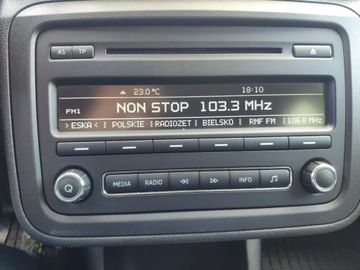 AS TP
23.0 °C 18:10
FM1 NON STOP 103.3 MHz
> ESKA < | POLSKIE | RADIOZET | BIELSKO | RMF FM | 106.8 MHz
MEDIA RADIO INFO